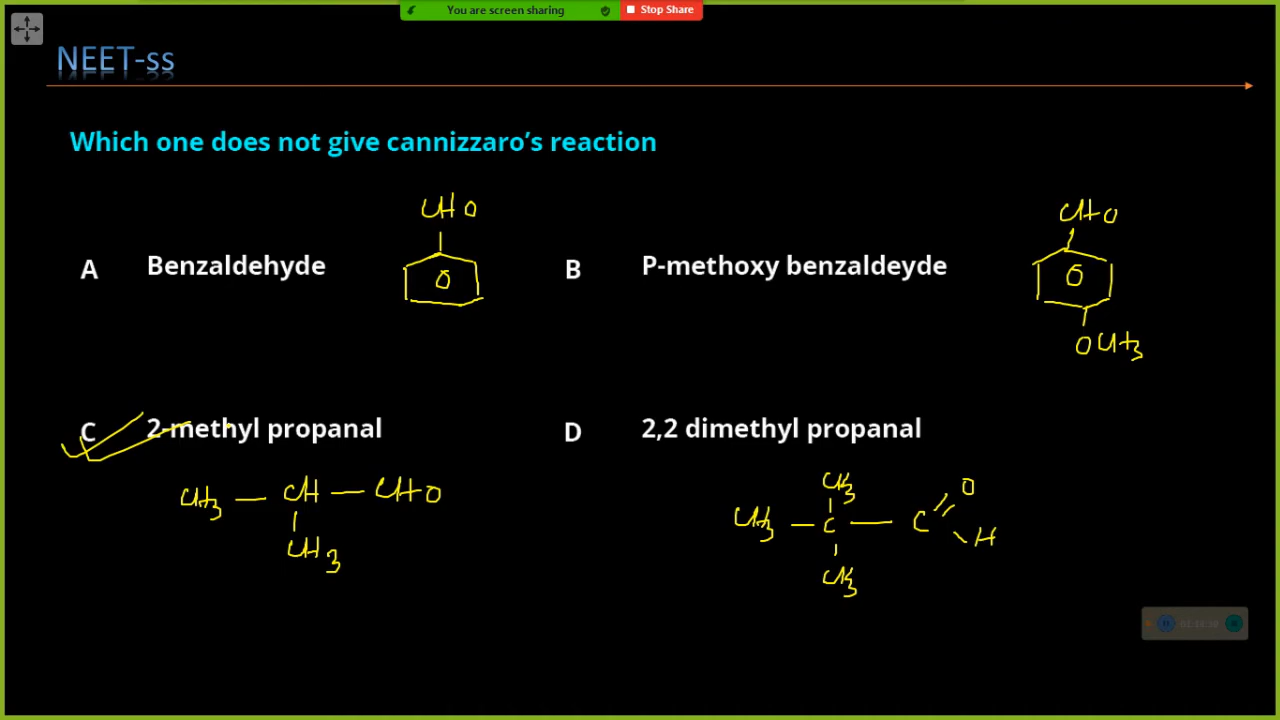 You are screen sharing
Stop Share
NEET-ss
Which one does not give cannizzaro's reaction
CHO
A Benzaldehyde
CHO
B P-methoxy benzaldeyde
OCH3
C 2-methyl propanal
CH3 — CH — CHO
CH3
D 2,2 dimethyl propanal
CH3
O
CH3 — C — C
H
CH3